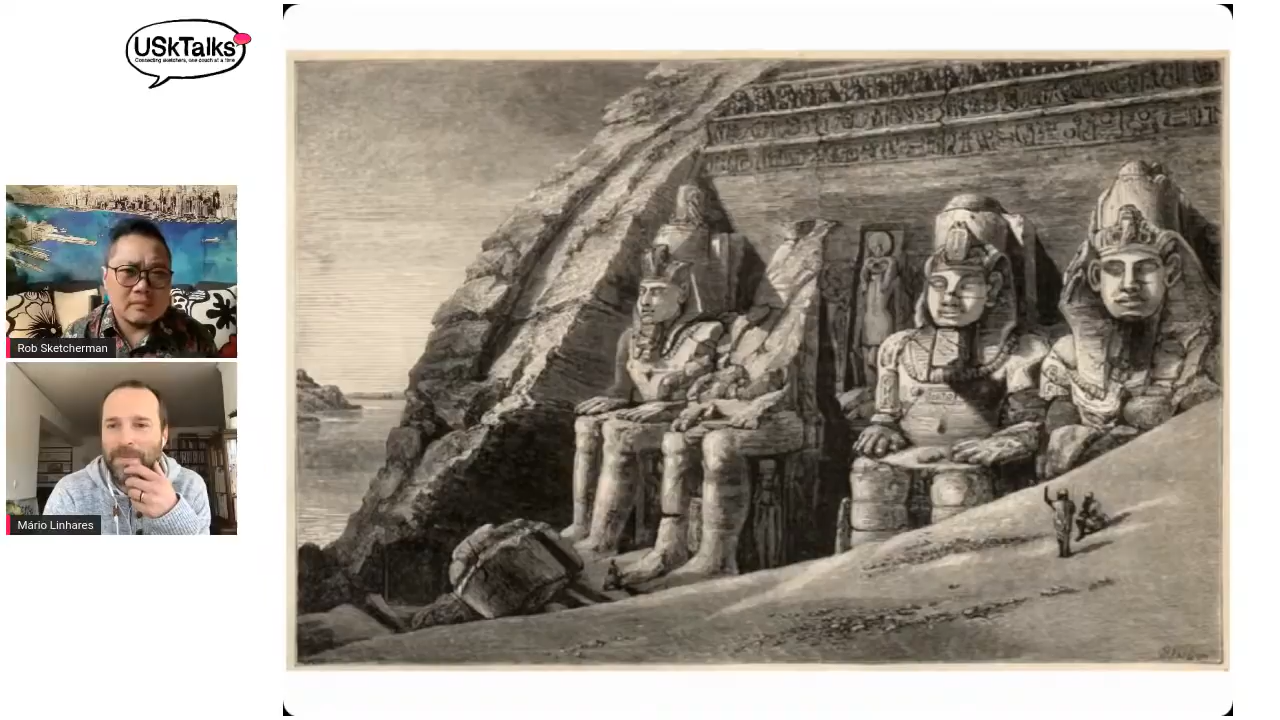 USkTalks
Connecting sketchers, one couch at a time
Rob Sketcherman
Mário Linhares